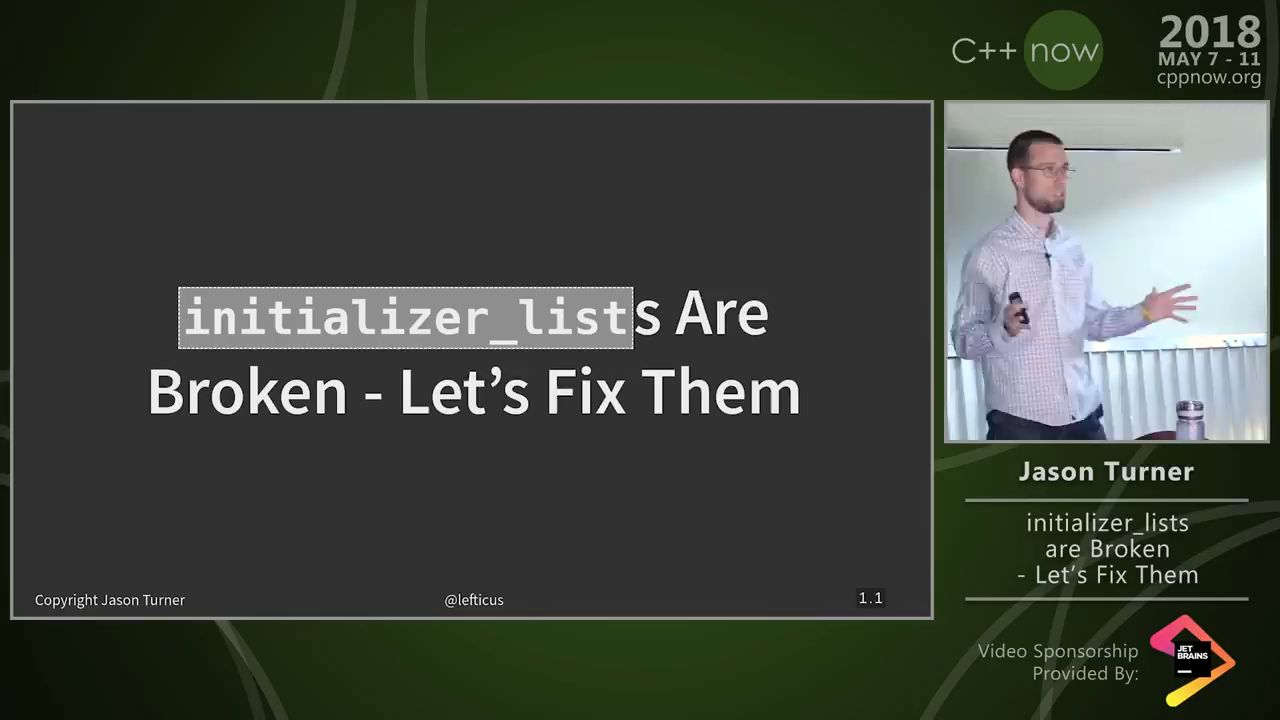 C++ now
2018
MAY 7 - 11
cppnow.org
initializer_lists Are
Broken - Let’s Fix Them
Copyright Jason Turner
@lefticus
1.1
Jason Turner
initializer_lists
are Broken
- Let’s Fix Them
Video Sponsorship
Provided By:
JET
BRAINS